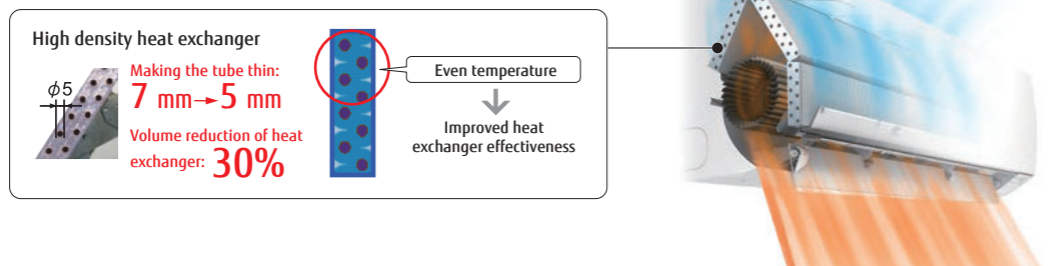 High density heat exchanger
φ5
Making the tube thin:
7 mm→5 mm
Volume reduction of heat
exchanger: 30%
Even temperature
Improved heat
exchanger effectiveness